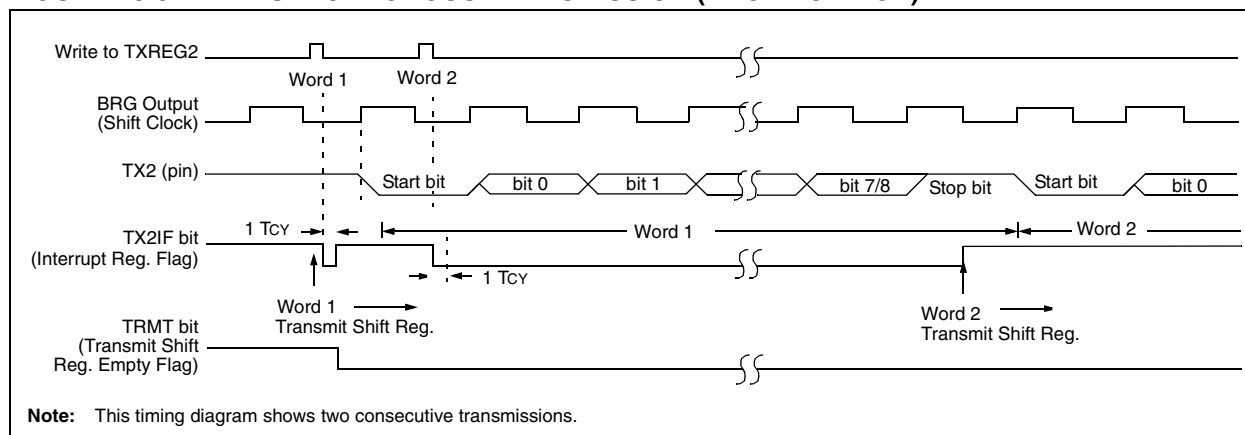 Write to TXREG2
Word 1
Word 2
BRG Output
(Shift Clock)
TX2 (pin)
Start bit
bit 0
bit 1
bit 7/8
Stop bit
Start bit
bit 0
1 TCY
Word 1
Word 2
TX2IF bit
(Interrupt Reg. Flag)
1 TCY
Word 1
Transmit Shift Reg.
Word 2
Transmit Shift Reg.
TRMT bit
(Transmit Shift
Reg. Empty Flag)
Note: This timing diagram shows two consecutive transmissions.